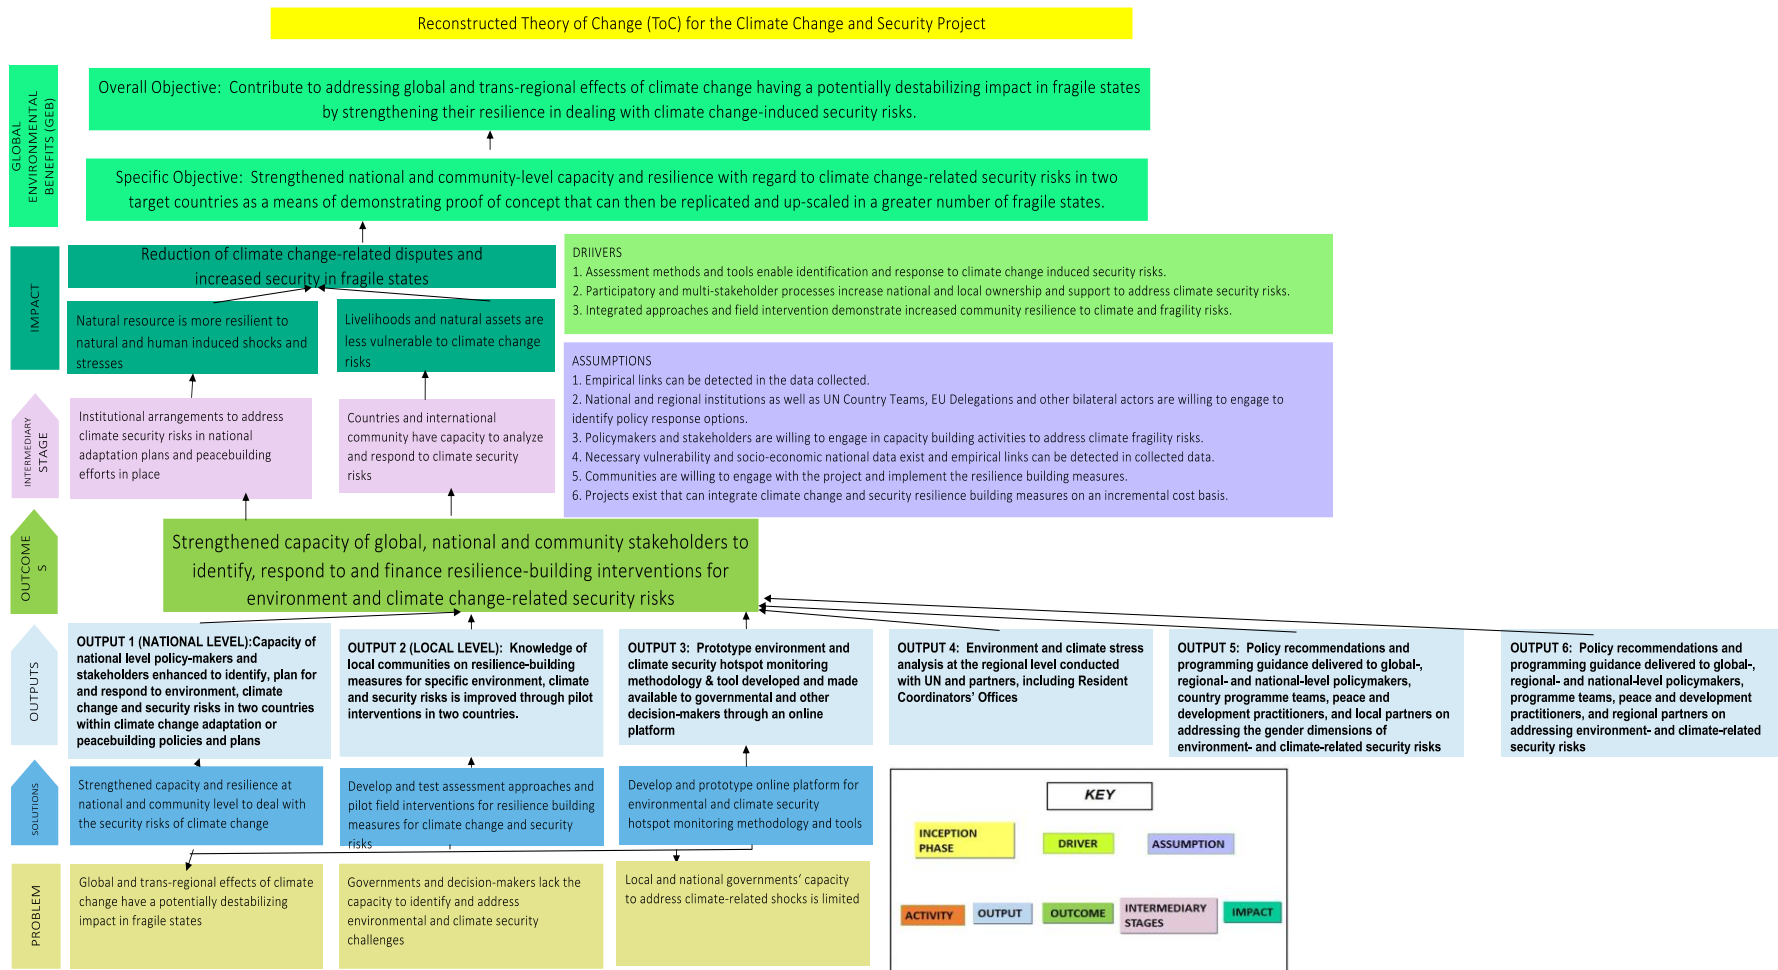 Reconstructed Theory of Change (ToC) for the Climate Change and Security Project
GLOBAL
ENVIRONMENTAL
BENEFITS (GEB)
Overall Objective: Contribute to addressing global and trans-regional effects of climate change having a potentially destabilizing impact in fragile states
by strengthening their resilience in dealing with climate change-induced security risks.
Specific Objective: Strengthened national and community-level capacity and resilience with regard to climate change-related security risks in two
target countries as a means of demonstrating proof of concept that can then be replicated and up-scaled in a greater number of fragile states.
IMPACT
Reduction of climate change-related disputes and
increased security in fragile states
Natural resource is more resilient to
natural and human induced shocks and
stresses
Livelihoods and natural assets are
less vulnerable to climate change
risks
DRIIVERS
1. Assessment methods and tools enable identification and response to climate change induced security risks.
2. Participatory and multi-stakeholder processes increase national and local ownership and support to address climate security risks.
3. Integrated approaches and field intervention demonstrate increased community resilience to climate and fragility risks.
ASSUMPTIONS
1. Empirical links can be detected in the data collected.
2. National and regional institutions as well as UN Country Teams, EU Delegations and other bilateral actors are willing to engage to
identify policy response options.
3. Policymakers and stakeholders are willing to engage in capacity building activities to address climate fragility risks.
4. Necessary vulnerability and socio-economic national data exist and empirical links can be detected in collected data.
5. Communities are willing to engage with the project and implement the resilience building measures.
6. Projects exist that can integrate climate change and security resilience building measures on an incremental cost basis.
INTERMEDIARY
STAGE
Institutional arrangements to address
climate security risks in national
adaptation plans and peacebuilding
efforts in place
Countries and international
community have capacity to analyze
and respond to climate security
risks
OUTCOME
S
Strengthened capacity of global, national and community stakeholders to
identify, respond to and finance resilience-building interventions for
environment and climate change-related security risks
OUTPUTS
OUTPUT 1 (NATIONAL LEVEL):Capacity of
national level policy-makers and
stakeholders enhanced to identify, plan for
and respond to environment, climate
change and security risks in two countries
within climate change adaptation or
peacebuilding policies and plans
OUTPUT 2 (LOCAL LEVEL): Knowledge of
local communities on resilience-building
measures for specific environment, climate
and security risks is improved through pilot
interventions in two countries.
OUTPUT 3: Prototype environment and
climate security hotspot monitoring
methodology & tool developed and made
available to governmental and other
decision-makers through an online
platform
OUTPUT 4: Environment and climate stress
analysis at the regional level conducted
with UN and partners, including Resident
Coordinators' Offices
OUTPUT 5: Policy recommendations and
programming guidance delivered to global-,
regional- and national-level policymakers,
country programme teams, peace and
development practitioners, and local partners on
addressing the gender dimensions of
environment- and climate-related security risks
OUTPUT 6: Policy recommendations and
programming guidance delivered to global-,
regional- and national-level policymakers,
programme teams, peace and development
practitioners, and regional partners on
addressing environment- and climate-related
security risks
SOLUTIONS
Strengthened capacity and resilience at
national and community level to deal with
the security risks of climate change
Develop and test assessment approaches and
pilot field interventions for resilience building
measures for climate change and security
risks
Develop and prototype online platform for
environmental and climate security
hotspot monitoring methodology and tools
PROBLEM
Global and trans-regional effects of climate
change have a potentially destabilizing
impact in fragile states
Governments and decision-makers lack the
capacity to identify and address
environmental and climate security
challenges
Local and national governments' capacity
to address climate-related shocks is limited
KEY
INCEPTION
PHASE
DRIVER
ASSUMPTION
ACTIVITY
OUTPUT
OUTCOME
INTERMEDIARY
STAGES
IMPACT